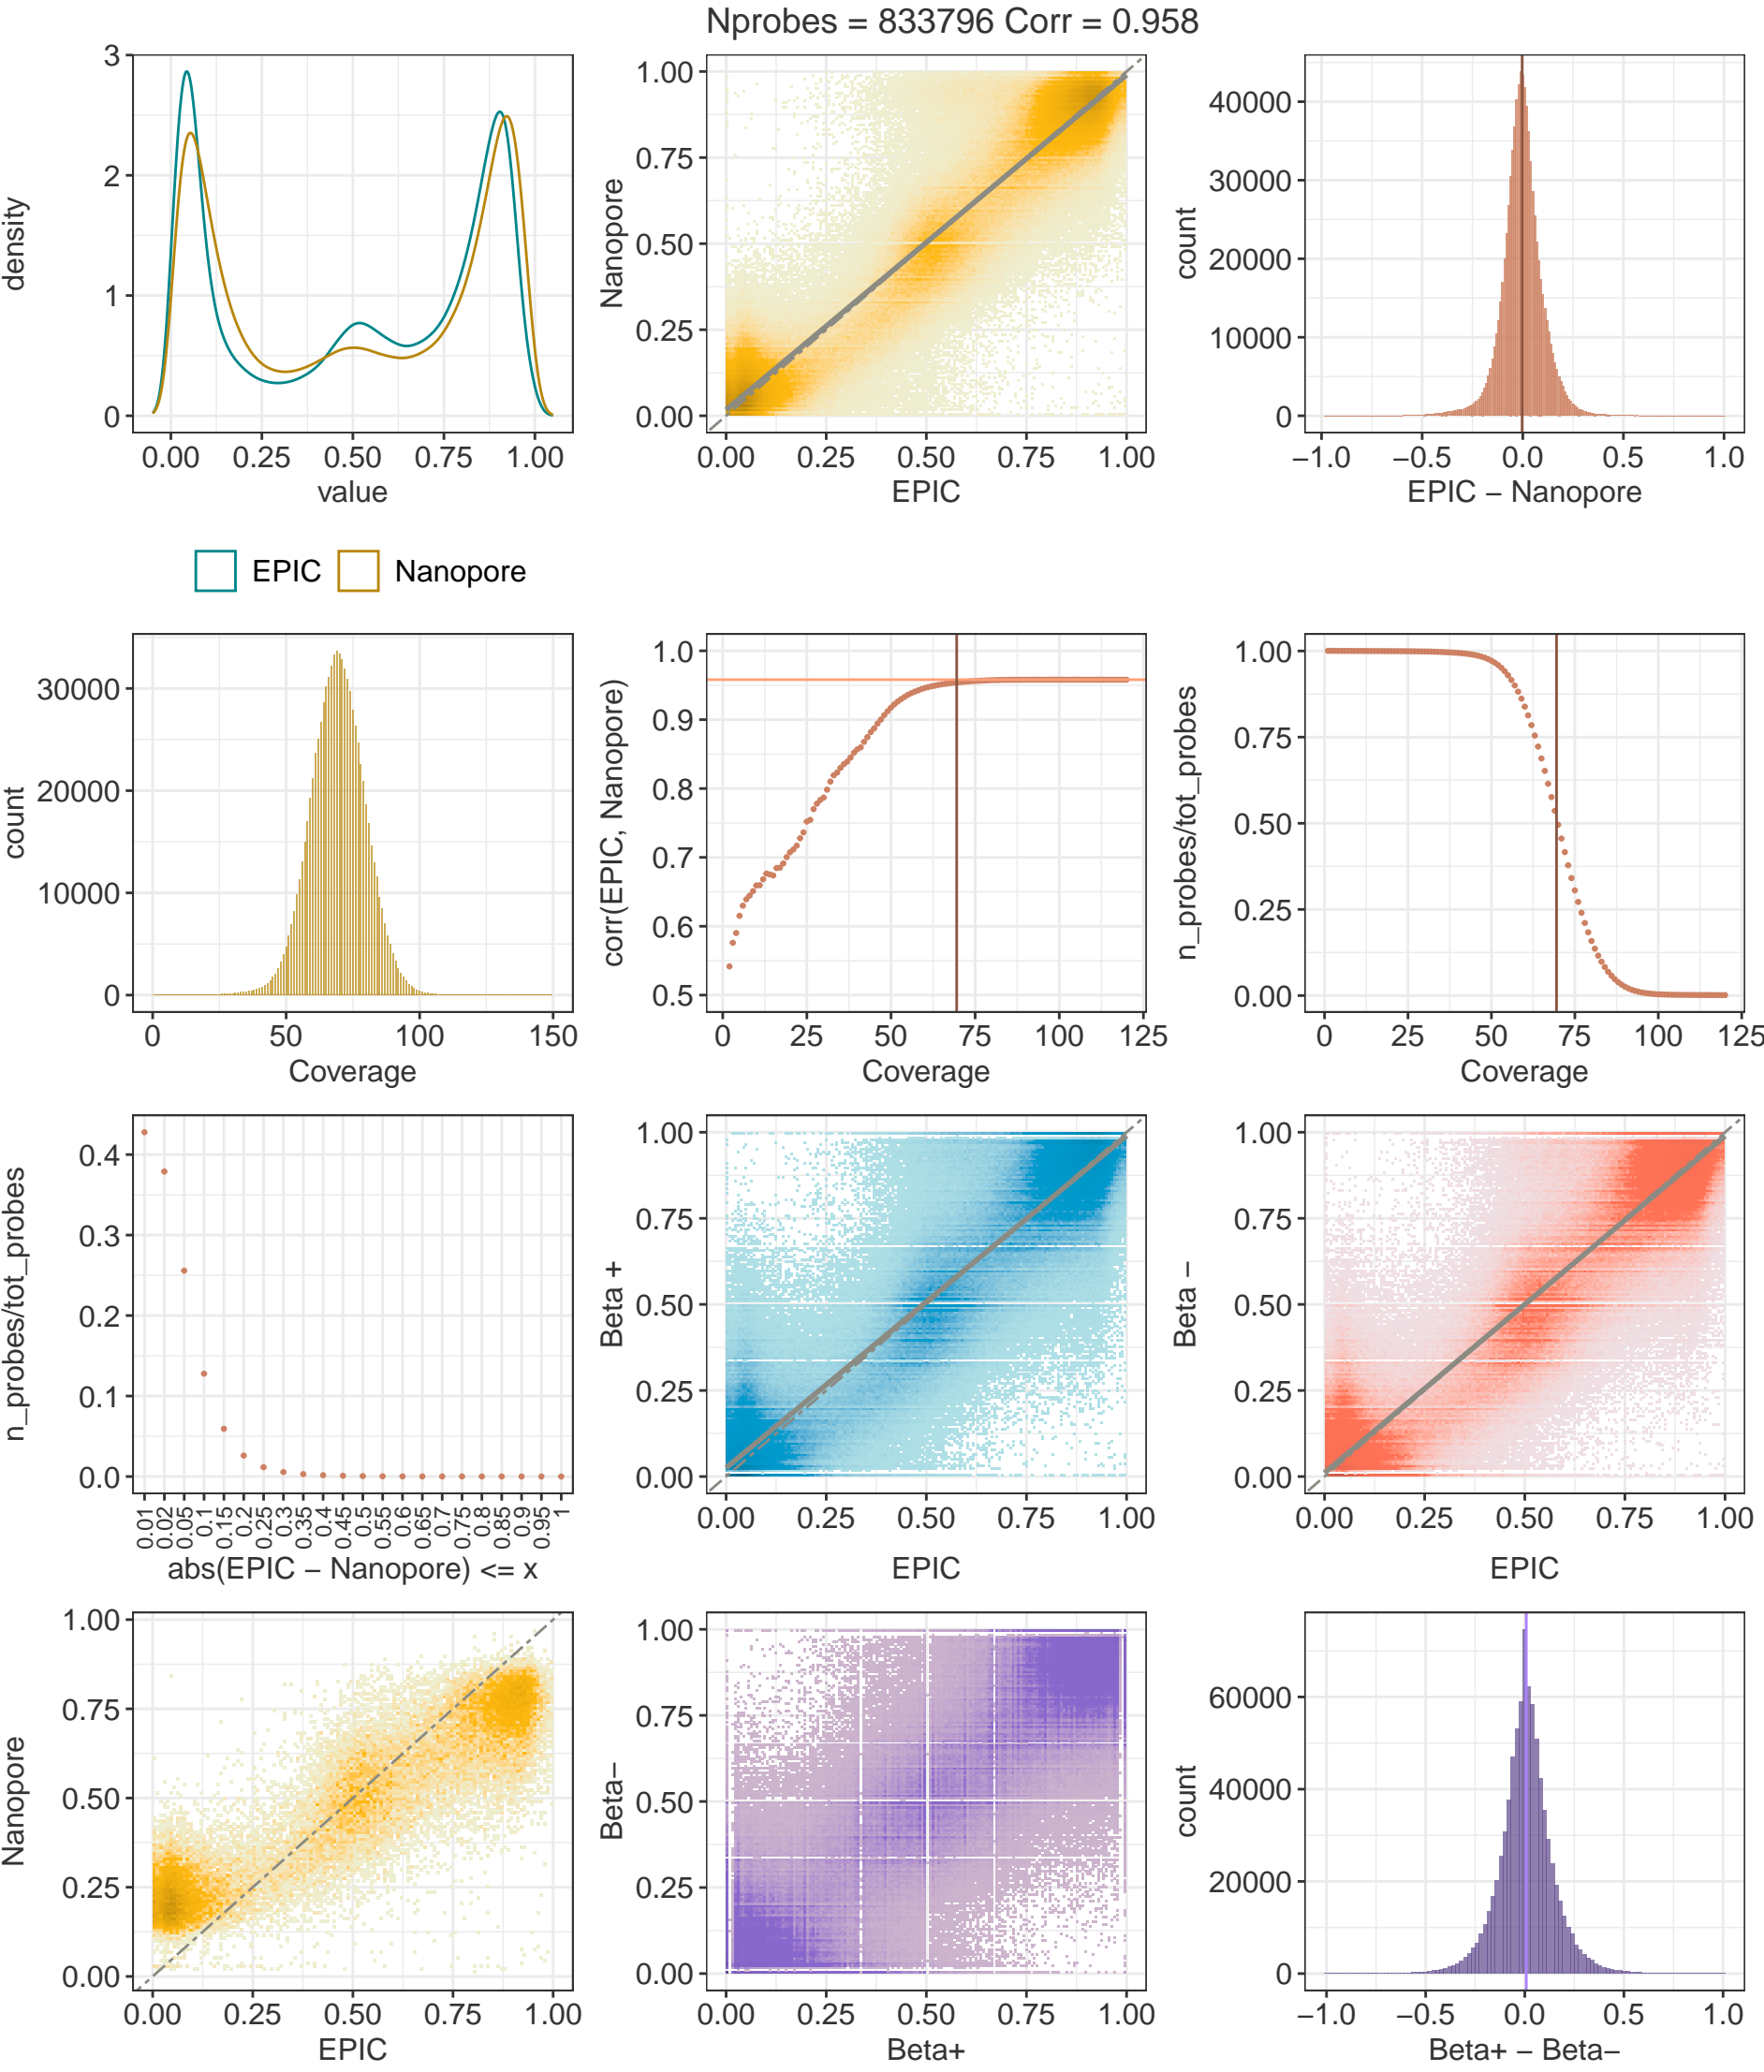 Nprobes = 833796 Corr = 0.958
density
3
2
1
0
0.00 0.25 0.50 0.75 1.00
value
EPIC Nanopore
Nanopore
1.00
0.75
0.50
0.25
0.00
0.00 0.25 0.50 0.75 1.00
EPIC
count
40000
30000
20000
10000
0
−1.0 −0.5 0.0 0.5 1.0
EPIC − Nanopore
count
30000
20000
10000
0
0 50 100 150
Coverage
corr(EPIC, Nanopore)
1.0
0.9
0.8
0.7
0.6
0.5
0 25 50 75 100 125
Coverage
n_probes/tot_probes
1.00
0.75
0.50
0.25
0.00
0 25 50 75 100 125
Coverage
n_probes/tot_probes
0.4
0.3
0.2
0.1
0.0
0.01 0.02 0.05 0.1 0.15 0.2 0.25 0.3 0.35 0.4 0.45 0.5 0.55 0.6 0.65 0.7 0.75 0.8 0.85 0.9 0.95 1
abs(EPIC − Nanopore) <= x
Beta +
1.00
0.75
0.50
0.25
0.00
0.00 0.25 0.50 0.75 1.00
EPIC
Beta −
1.00
0.75
0.50
0.25
0.00
0.00 0.25 0.50 0.75 1.00
EPIC
Nanopore
1.00
0.75
0.50
0.25
0.00
0.00 0.25 0.50 0.75 1.00
EPIC
Beta−
1.00
0.75
0.50
0.25
0.00
0.00 0.25 0.50 0.75 1.00
Beta+
count
60000
40000
20000
0
−1.0 −0.5 0.0 0.5 1.0
Beta+ − Beta−